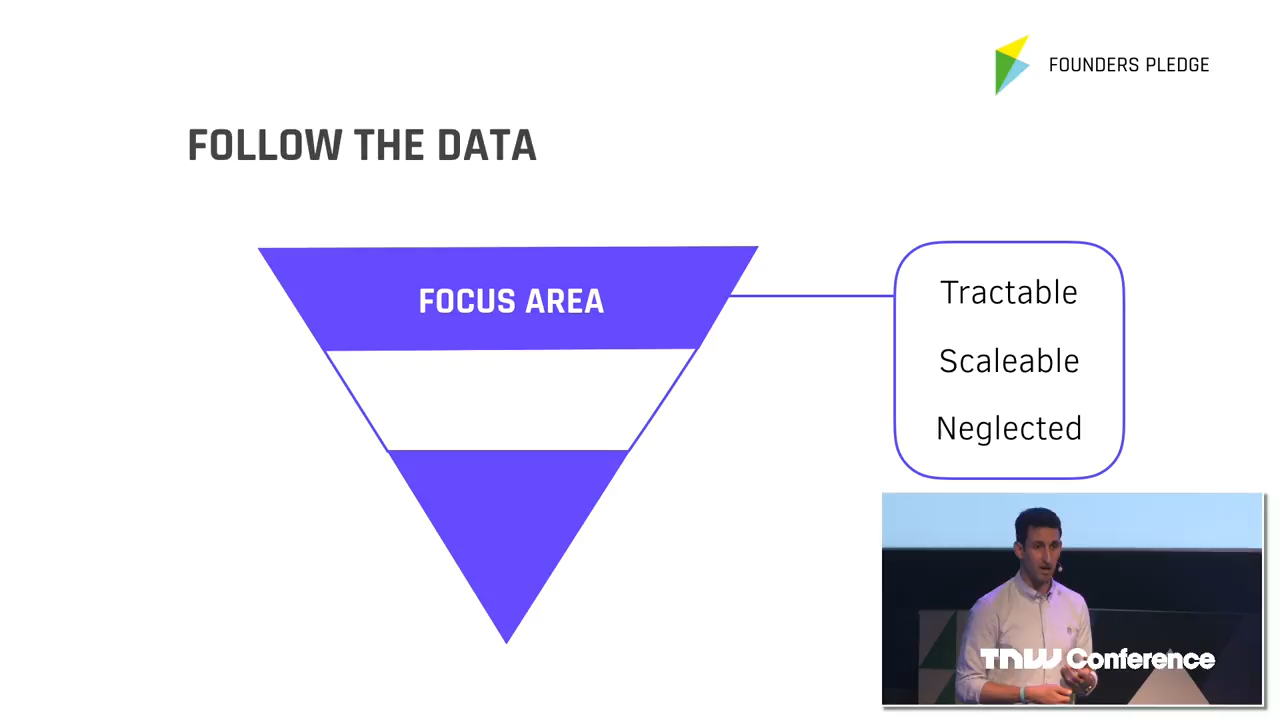 FOUNDERS PLEDGE
FOLLOW THE DATA
FOCUS AREA
Tractable
Scaleable
Neglected
TNW Conference